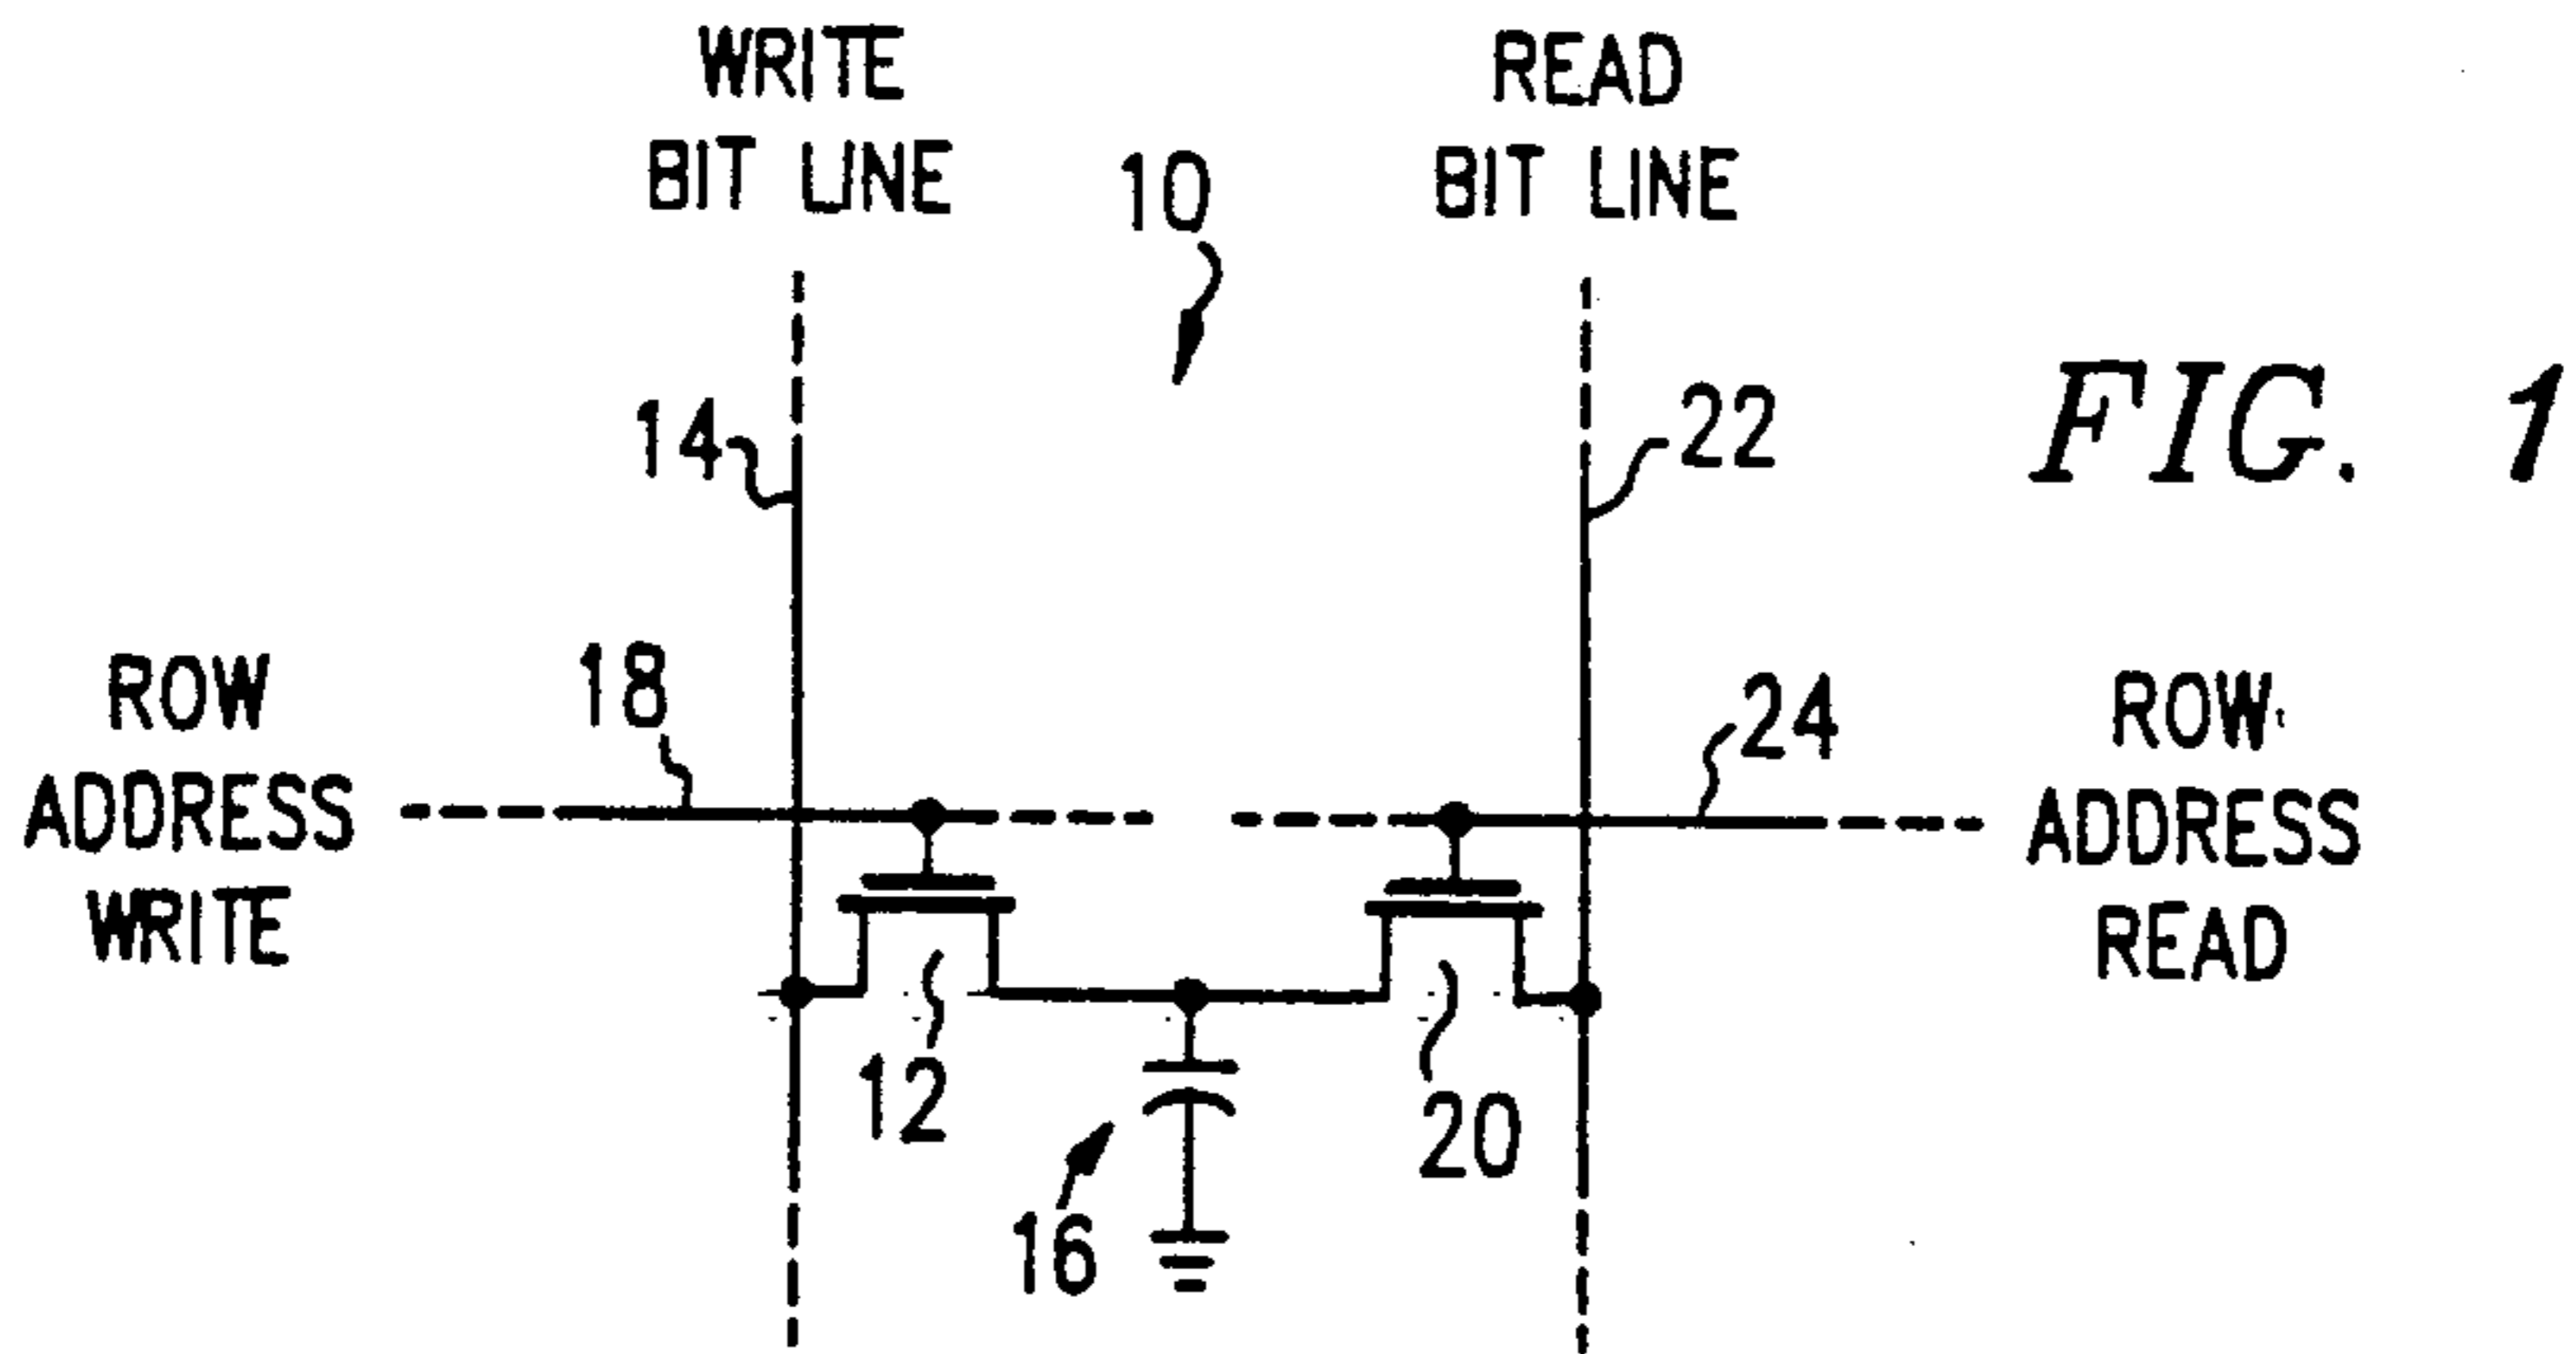 WRITE
BIT LINE
READ
BIT LINE
10
14
22
FIG. 1
18
24
ROW
ADDRESS
WRITE
ROW
ADDRESS
READ
12
20
16